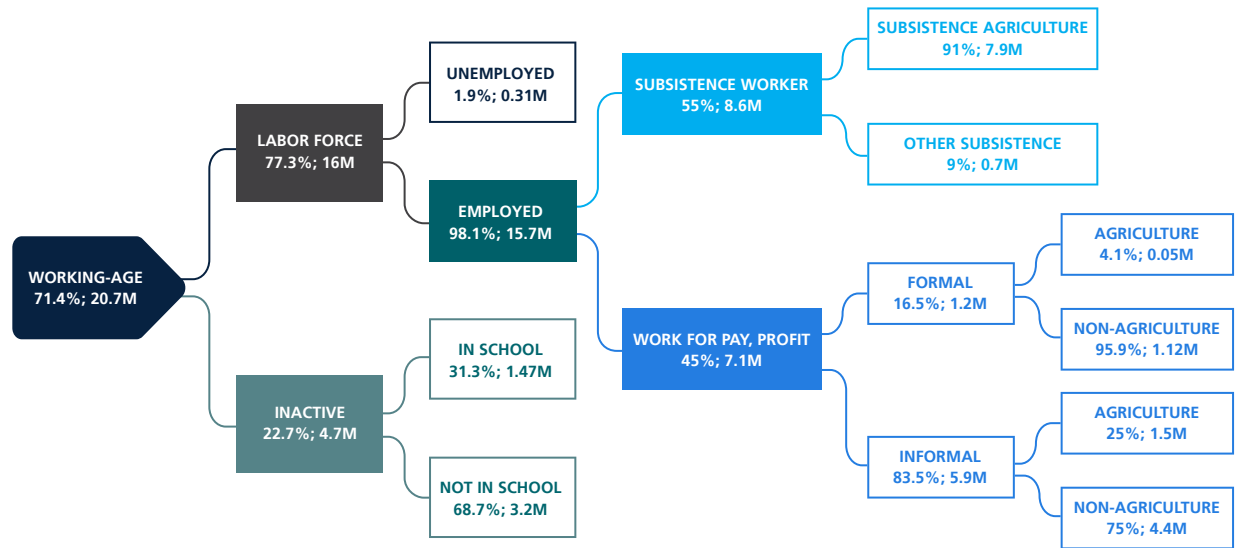 WORKING-AGE
71.4%; 20.7M
LABOR FORCE
77.3%; 16M
INACTIVE
22.7%; 4.7M
UNEMPLOYED
1.9%; 0.31M
EMPLOYED
98.1%; 15.7M
IN SCHOOL
31.3%; 1.47M
NOT IN SCHOOL
68.7%; 3.2M
SUBSISTENCE WORKER
55%; 8.6M
WORK FOR PAY, PROFIT
45%; 7.1M
SUBSISTENCE AGRICULTURE
91%; 7.9M
OTHER SUBSISTENCE
9%; 0.7M
FORMAL
16.5%; 1.2M
INFORMAL
83.5%; 5.9M
AGRICULTURE
4.1%; 0.05M
NON-AGRICULTURE
95.9%; 1.12M
AGRICULTURE
25%; 1.5M
NON-AGRICULTURE
75%; 4.4M